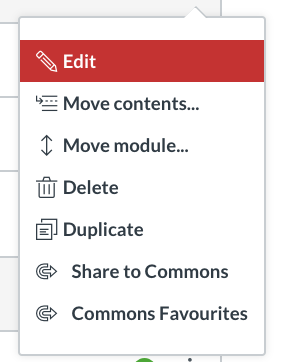 Edit
Move contents...
Move module...
Delete
Duplicate
Share to Commons
Commons Favourites